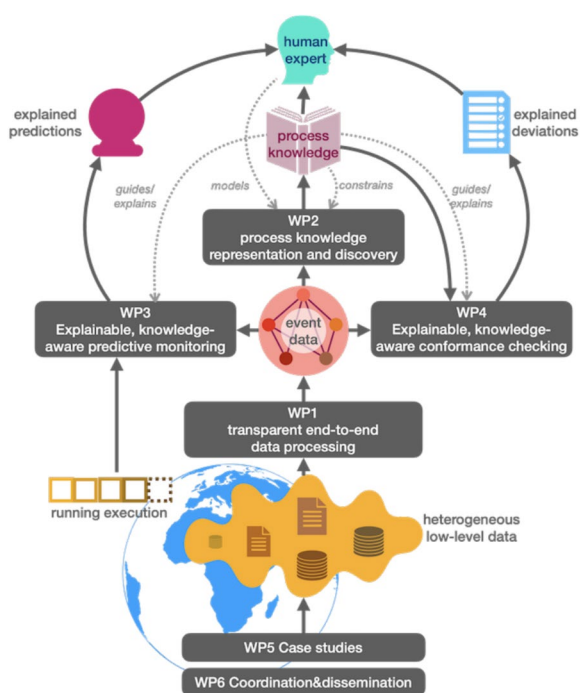 human
expert
explained
predictions
explained
deviations
process
knowledge
guides/
explains
models
constrains
guides/
explains
WP2
process knowledge
representation and discovery
WP3
Explainable, knowledge-
aware predictive monitoring
event
data
WP4
Explainable, knowledge-
aware conformance checking
WP1
transparent end-to-end
data processing
running execution
heterogeneous
low-level data
WP5 Case studies
WP6 Coordination&dissemination